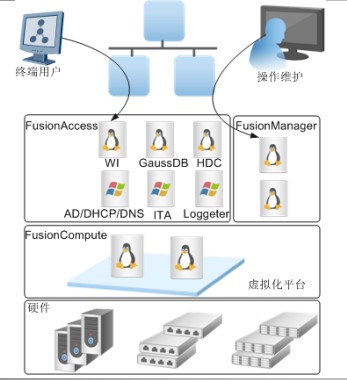 终端用户
操作维护
FusionAccess
FusionManager
WI GaussDB HDC
AD/DHCP/DNS ITA Loggeter
FusionCompute
虚拟化平台
硬件